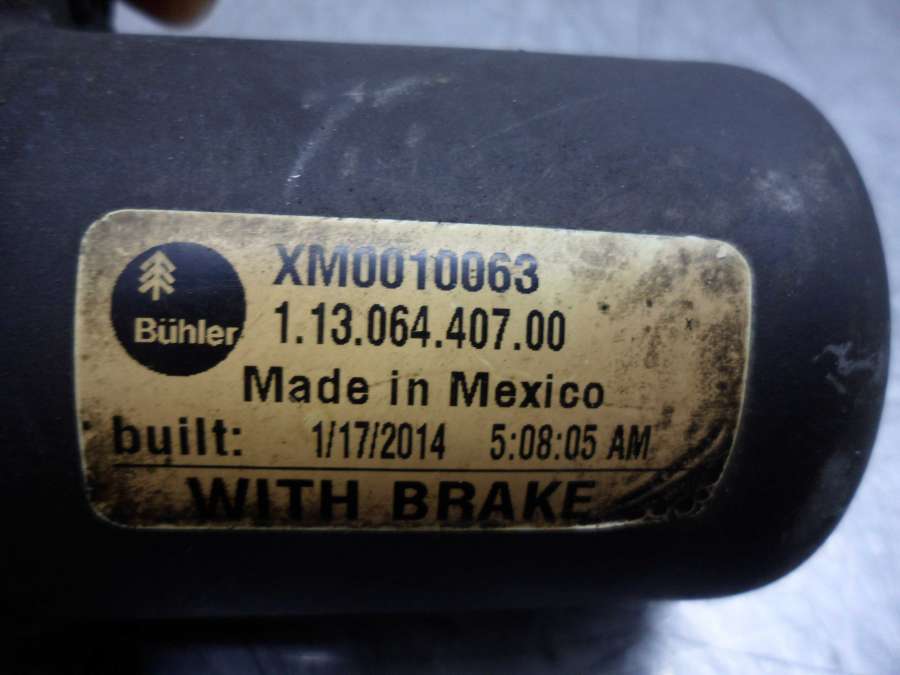 Bühler
XM0010063
1.13.064.407.00
Made in Mexico
built: 1/17/2014 5:08:05 AM
WITH BRAKE